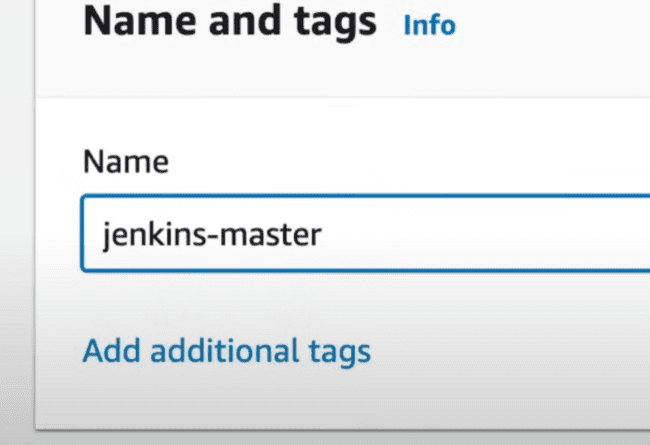 Name and tags Info
Name
jenkins-master
Add additional tags